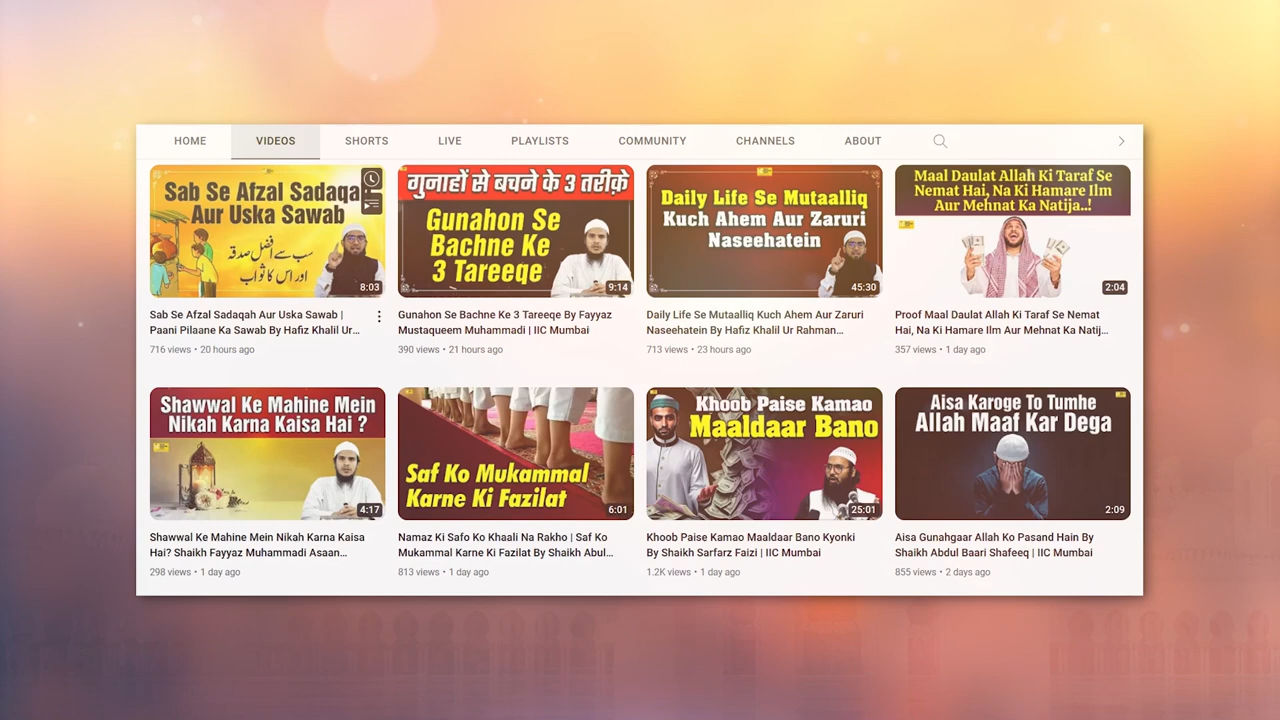 HOME VIDEOS SHORTS LIVE PLAYLISTS COMMUNITY CHANNELS ABOUT
Sab Se Afzal Sadaqa
Aur Uska Sawab
سب سے افضل صدقہ
اور اس کا ثواب
8:03
Sab Se Afzal Sadaqah Aur Uska Sawab |
Paani Pilaane Ka Sawab By Hafiz Khalil Ur...
716 views • 20 hours ago
गुनाहों से बचने के 3 तरीक़े
Gunahon Se
Bachne Ke
3 Tareeqe
9:14
Gunahon Se Bachne Ke 3 Tareeqe By Fayyaz
Mustaqueem Muhammadi | IIC Mumbai
390 views • 21 hours ago
Daily Life Se Mutaalliq
Kuch Ahem Aur Zaruri
Naseehatein
45:30
Daily Life Se Mutaalliq Kuch Ahem Aur Zaruri
Naseehatein By Hafiz Khalil Ur Rahman...
713 views • 23 hours ago
Maal Daulat Allah Ki Taraf Se
Nemat Hai, Na Ki Hamare Ilm
Aur Mehnat Ka Natija..!
2:04
Proof Maal Daulat Allah Ki Taraf Se Nemat
Hai, Na Ki Hamare Ilm Aur Mehnat Ka Natij...
357 views • 1 day ago
Shawwal Ke Mahine Mein
Nikah Karna Kaisa Hai ?
4:17
Shawwal Ke Mahine Mein Nikah Karna Kaisa
Hai? Shaikh Fayyaz Muhammadi Asaan...
298 views • 1 day ago
Saf Ko Mukammal
Karne Ki Fazilat
6:01
Namaz Ki Safo Ko Khaali Na Rakho | Saf Ko
Mukammal Karne Ki Fazilat By Shaikh Abul...
813 views • 1 day ago
Khoob Paise Kamao
Maaldaar Bano
25:01
Khoob Paise Kamao Maaldaar Bano Kyonki
By Shaikh Sarfarz Faizi | IIC Mumbai
1.2K views • 1 day ago
Aisa Karoge To Tumhe
Allah Maaf Kar Dega
2:09
Aisa Gunahgaar Allah Ko Pasand Hain By
Shaikh Abdul Baari Shafeeq | IIC Mumbai
855 views • 2 days ago